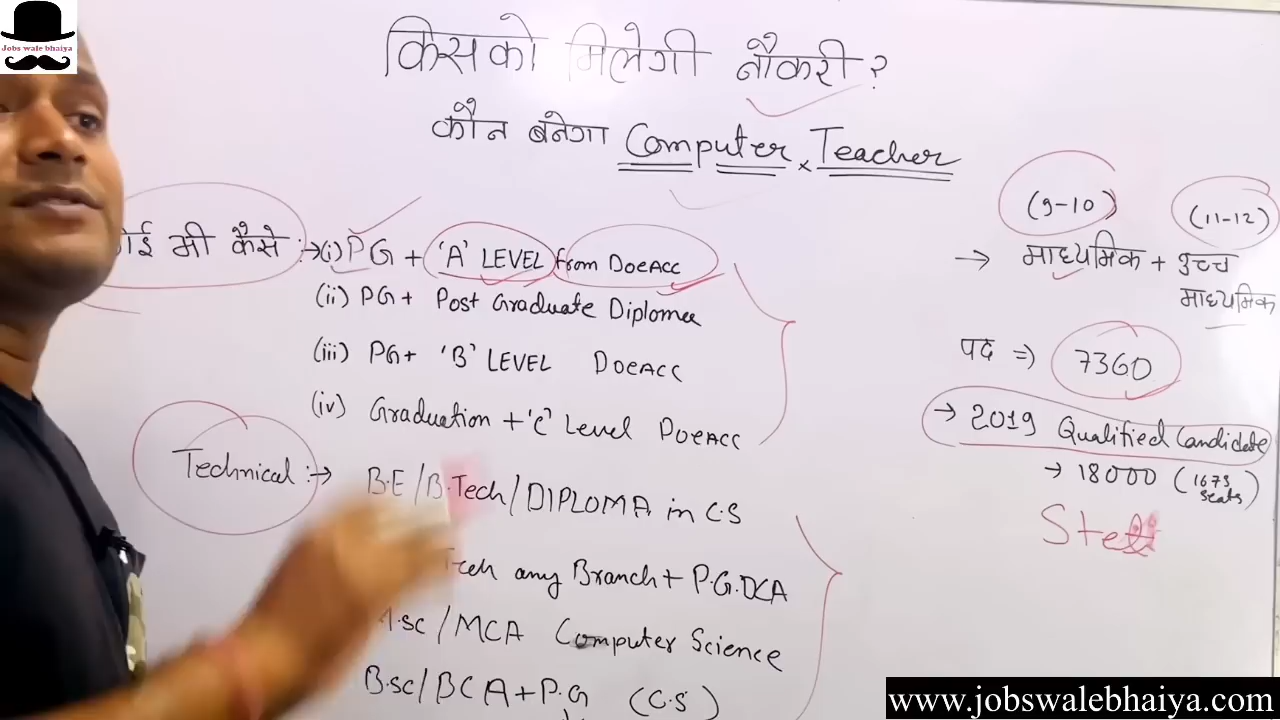 Jobs wale bhaiya
किसको मिलेगी नौकरी ?
कौन बनेगा Computer Teacher
भी कैसे :→ (i) PG + 'A' LEVEL from DOEACC
(ii) PG + Post Graduate Diploma
(iii) PG + 'B' LEVEL DOEACC
(iv) Graduation + 'C' Level DOEACC
Technical :→ B.E / B.Tech / DIPLOMA in C.S
Tech any Branch + P.G.DCA
.sc / MCA Computer Science
B.sc / BCA + P.G (C.S)
(9-10) (11-12)
→ माध्यमिक + उच्च
माध्यमिक
पद ⇒ 7360
→ 2019 Qualified Candidate
→ 18000 (1673 seats)
www.jobswalebhaiya.com